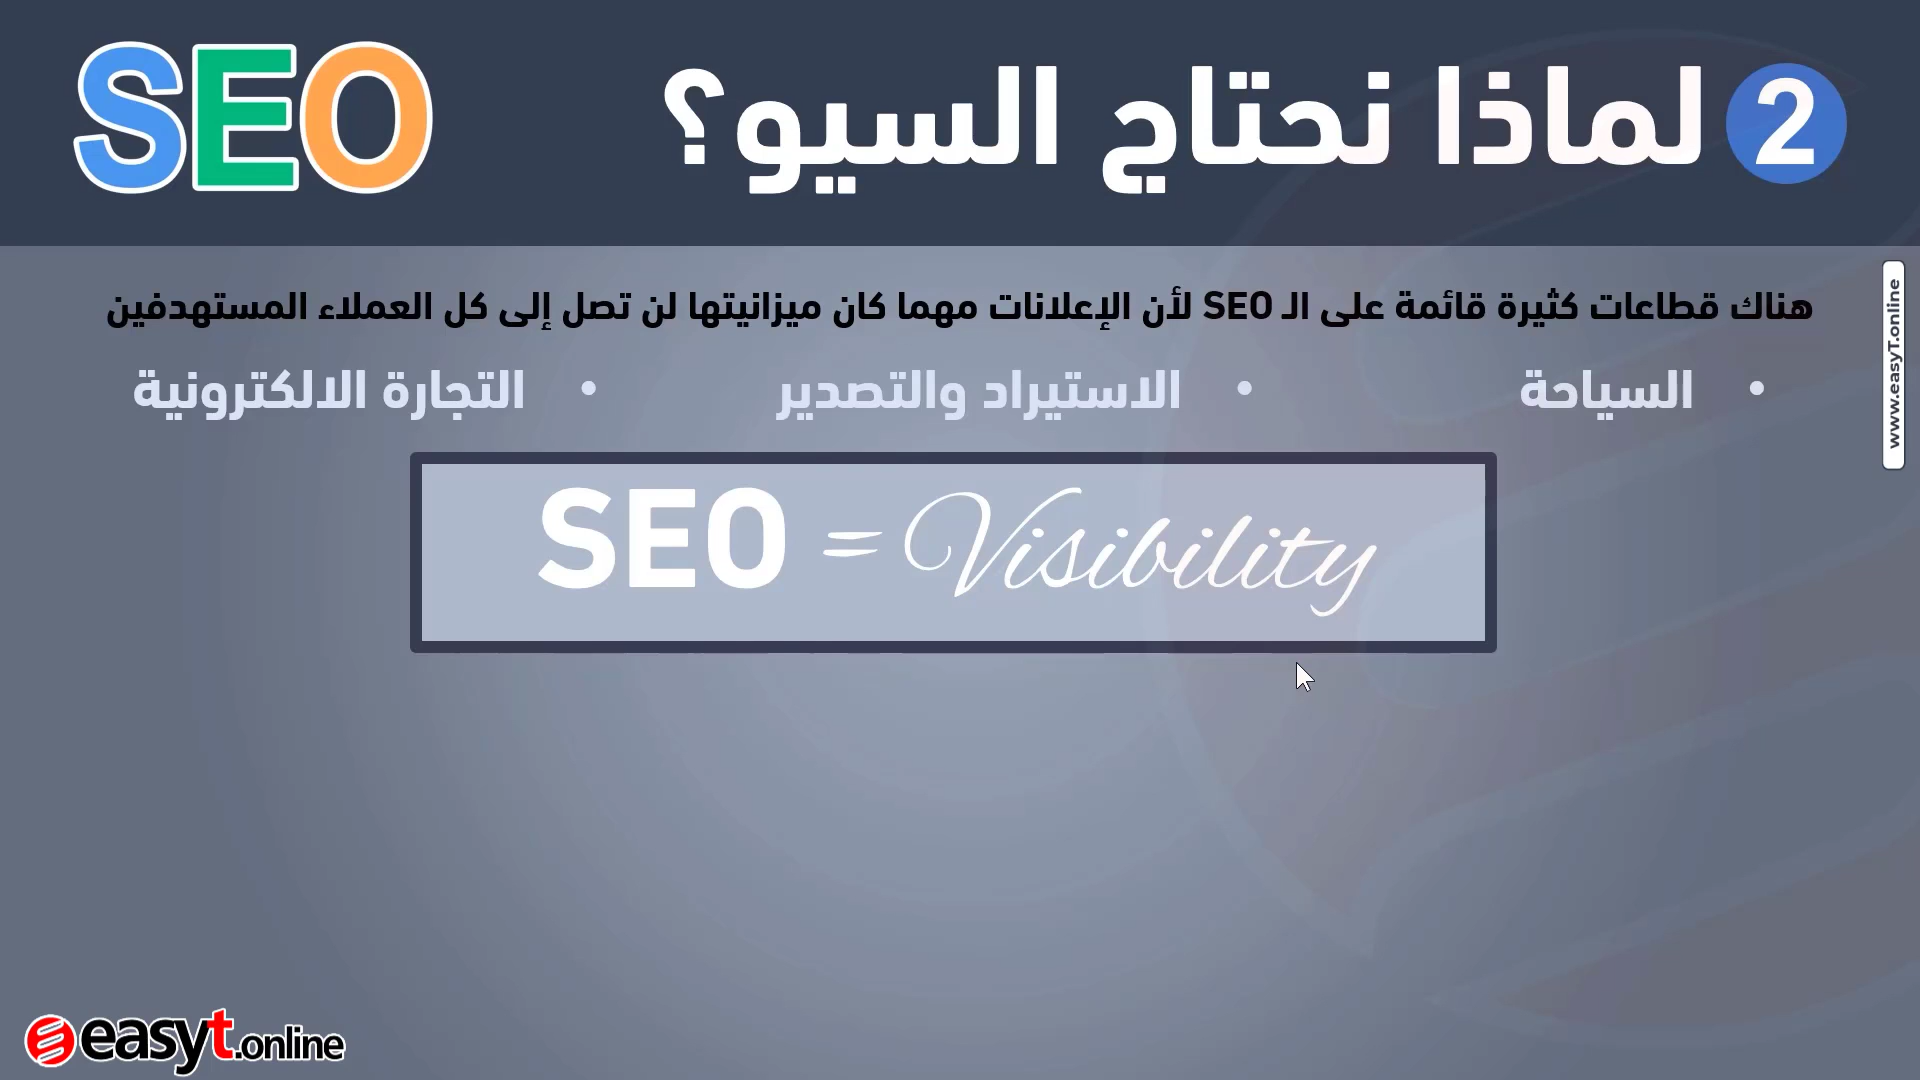 2 لماذا نحتاج السيو؟
SEO
هناك قطاعات كثيرة قائمة على الـ SEO لأن الإعلانات مهما كان ميزانيتها لن تصل إلى كل العملاء المستهدفين
• السياحة • الاستيراد والتصدير • التجارة الالكترونية
SEO = Visibility
www.easyT.online
easyt.online